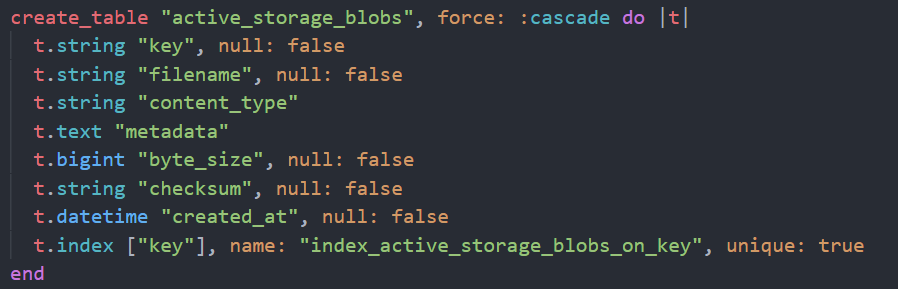 create_table "active_storage_blobs", force: :cascade do |t|
  t.string "key", null: false
  t.string "filename", null: false
  t.string "content_type"
  t.text "metadata"
  t.bigint "byte_size", null: false
  t.string "checksum", null: false
  t.datetime "created_at", null: false
  t.index ["key"], name: "index_active_storage_blobs_on_key", unique: true
end